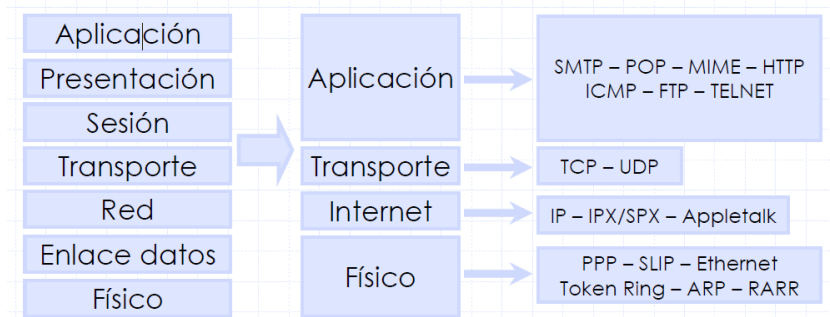 Aplicación
Presentación
Sesión
Transporte
Red
Enlace datos
Físico
Aplicación
Transporte
Internet
Físico
SMTP – POP – MIME – HTTP
ICMP – FTP – TELNET
TCP – UDP
IP – IPX/SPX – Appletalk
PPP – SLIP – Ethernet
Token Ring – ARP – RARR